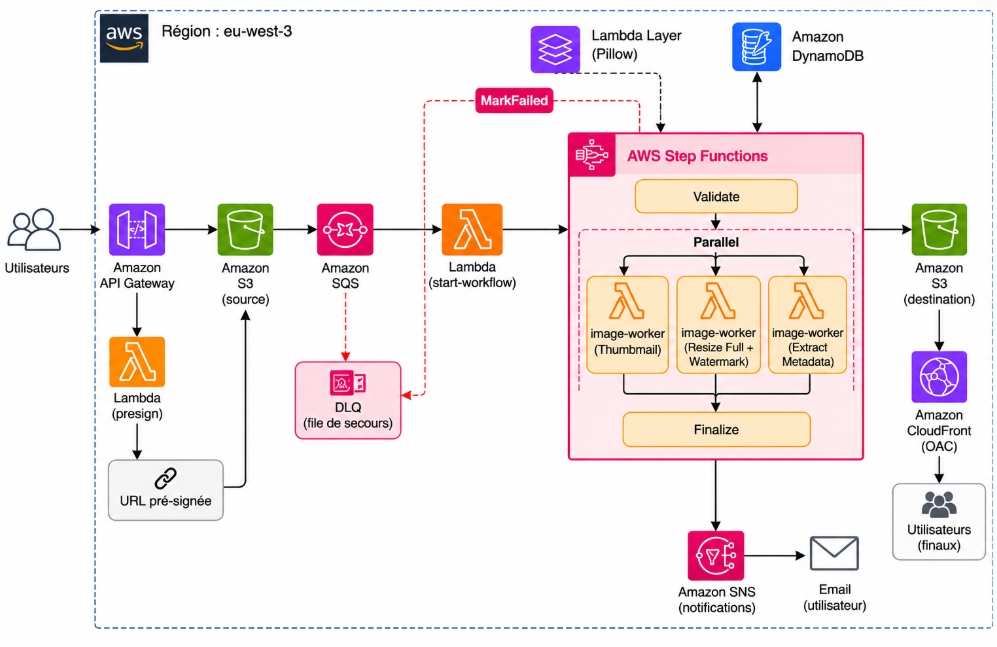 aws
Région : eu-west-3
Lambda Layer
(Pillow)
Amazon
DynamoDB
MarkFailed
AWS Step Functions
Validate
Parallel
image-worker
(Thumbmail)
image-worker
(Resize Full +
Watermark)
image-worker
(Extract
Metadata)
Finalize
Utilisateurs
Amazon
API Gateway
Amazon
S3
(source)
Amazon
SQS
Lambda
(start-workflow)
Amazon
S3
(destination)
Lambda
(presign)
URL pré-signée
DLQ
(file de secours)
Amazon
CloudFront
(OAC)
Utilisateurs
(finaux)
Amazon SNS
(notifications)
Email
(utilisateur)